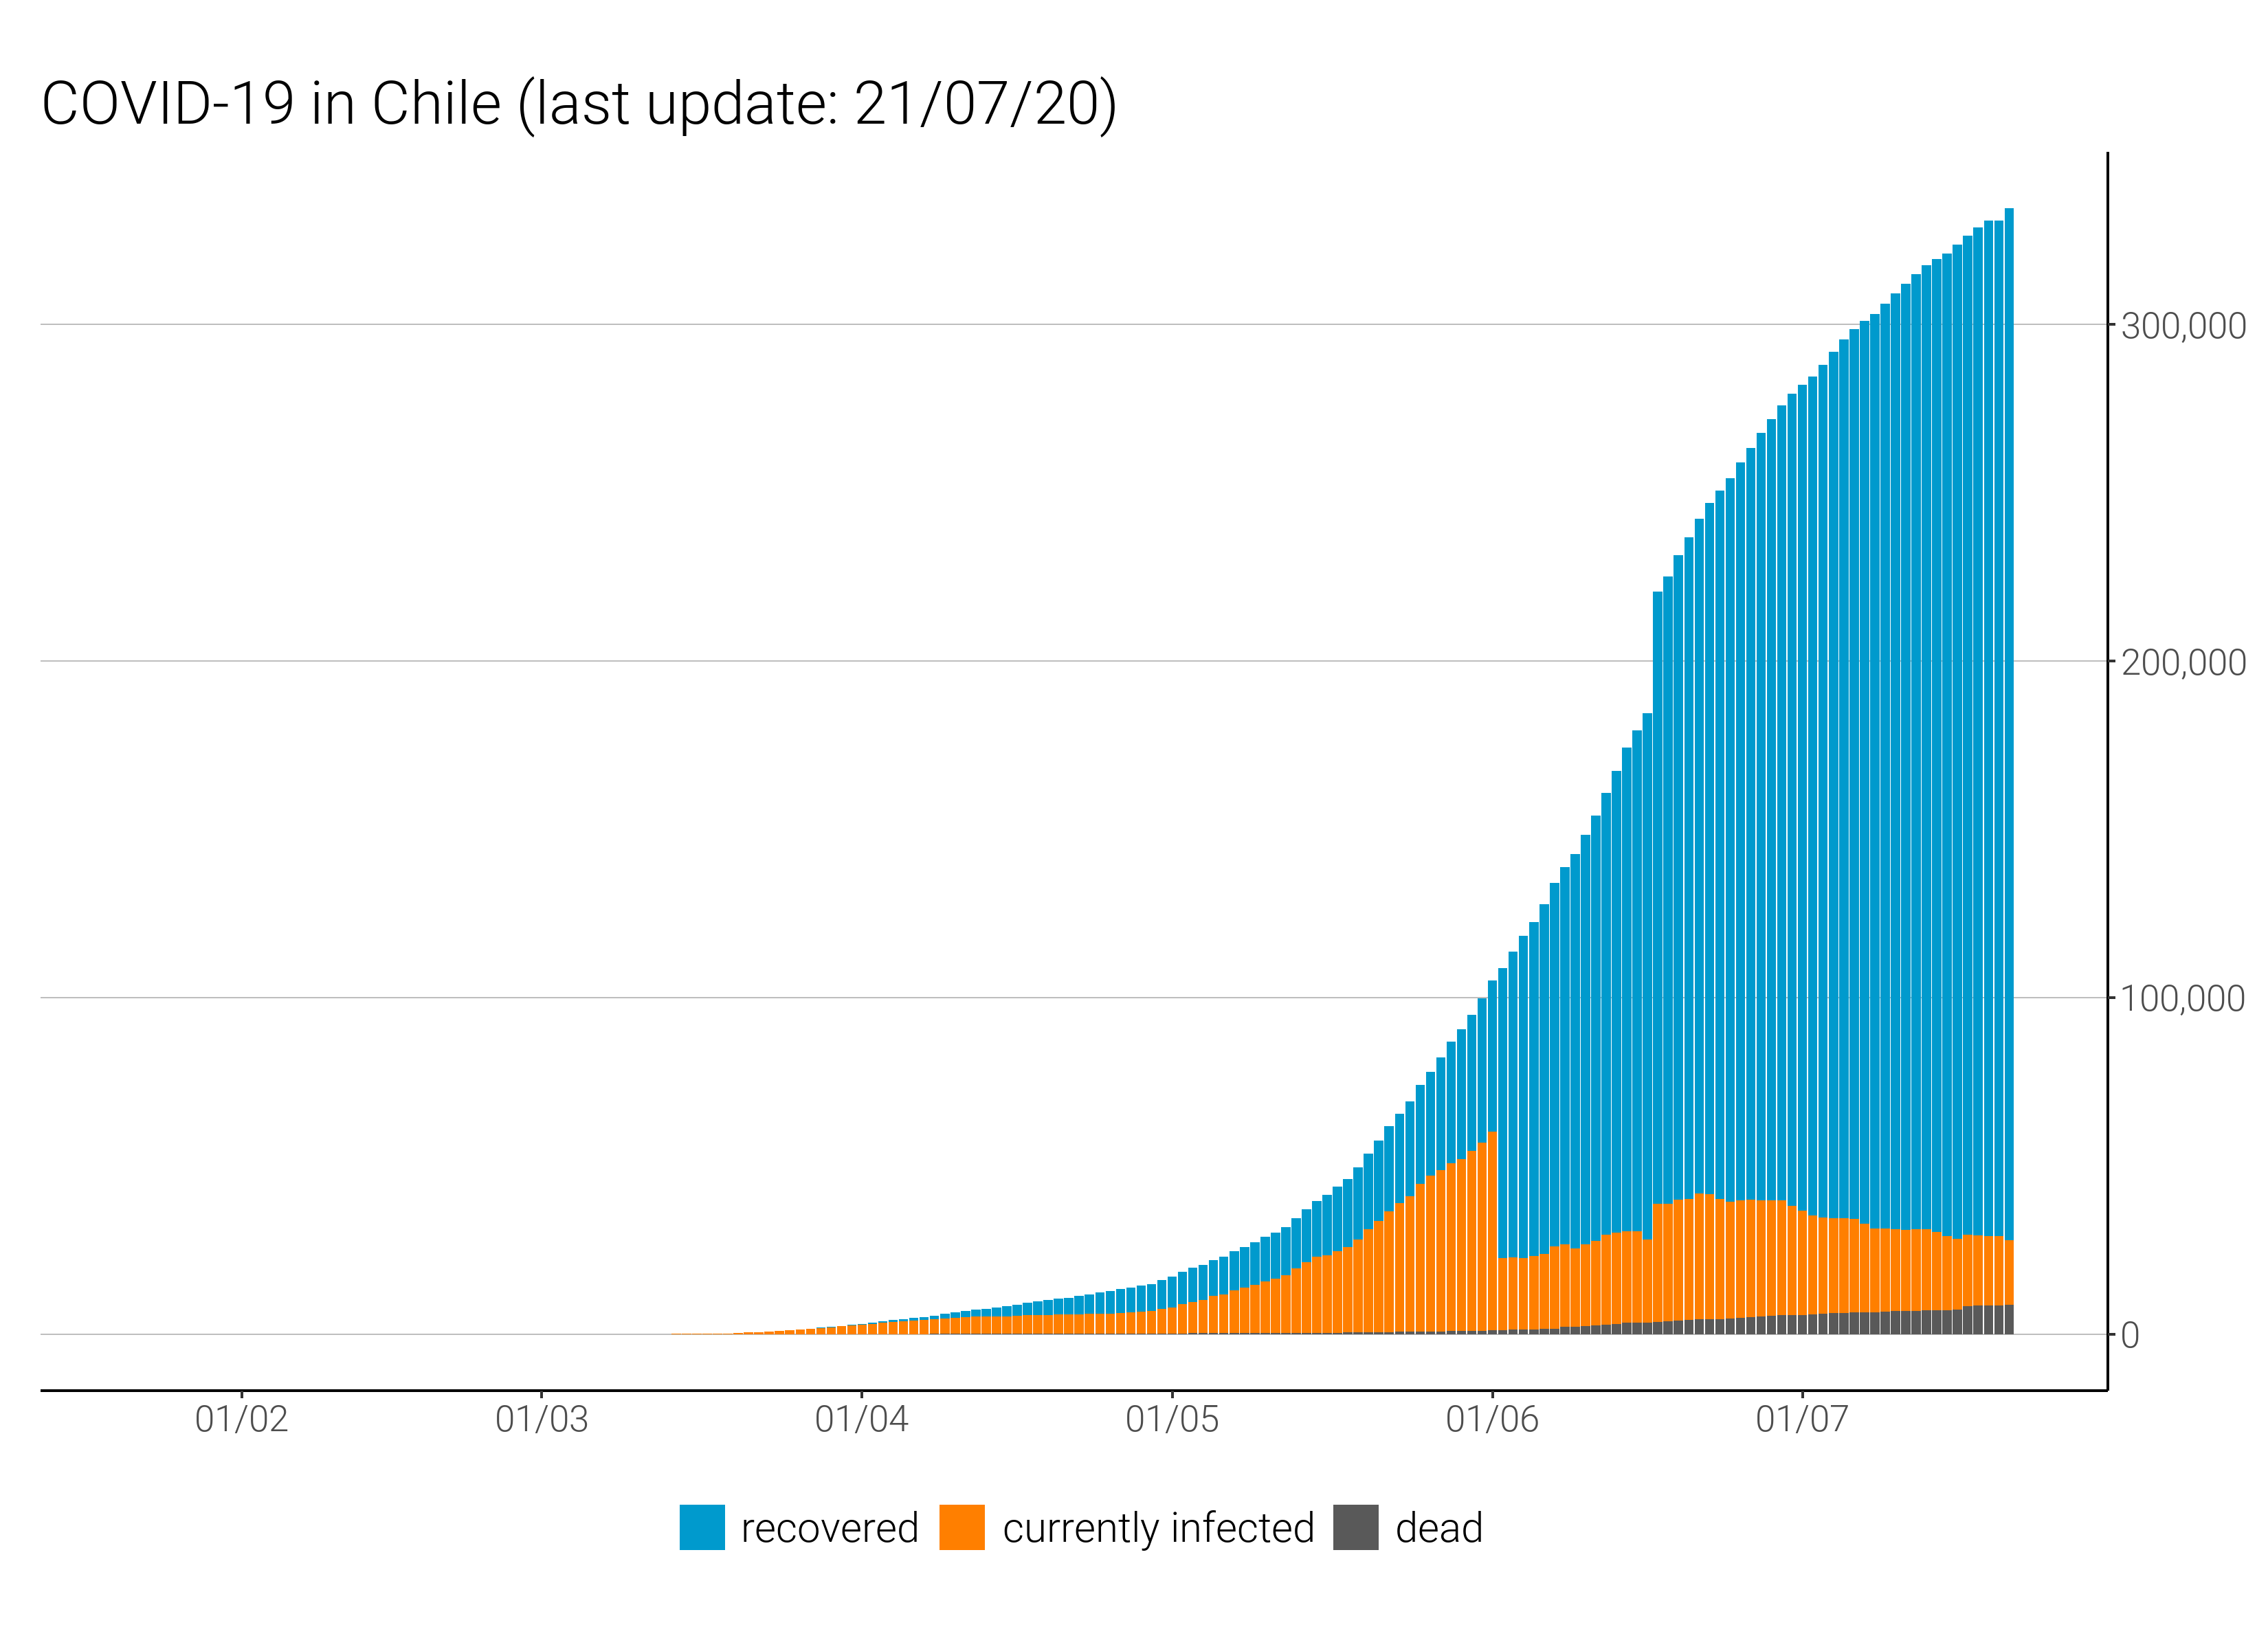 COVID-19 in Chile (last update: 21/07/20)
300,000
200,000
100,000
0
01/02 01/03 01/04 01/05 01/06 01/07
recovered currently infected dead